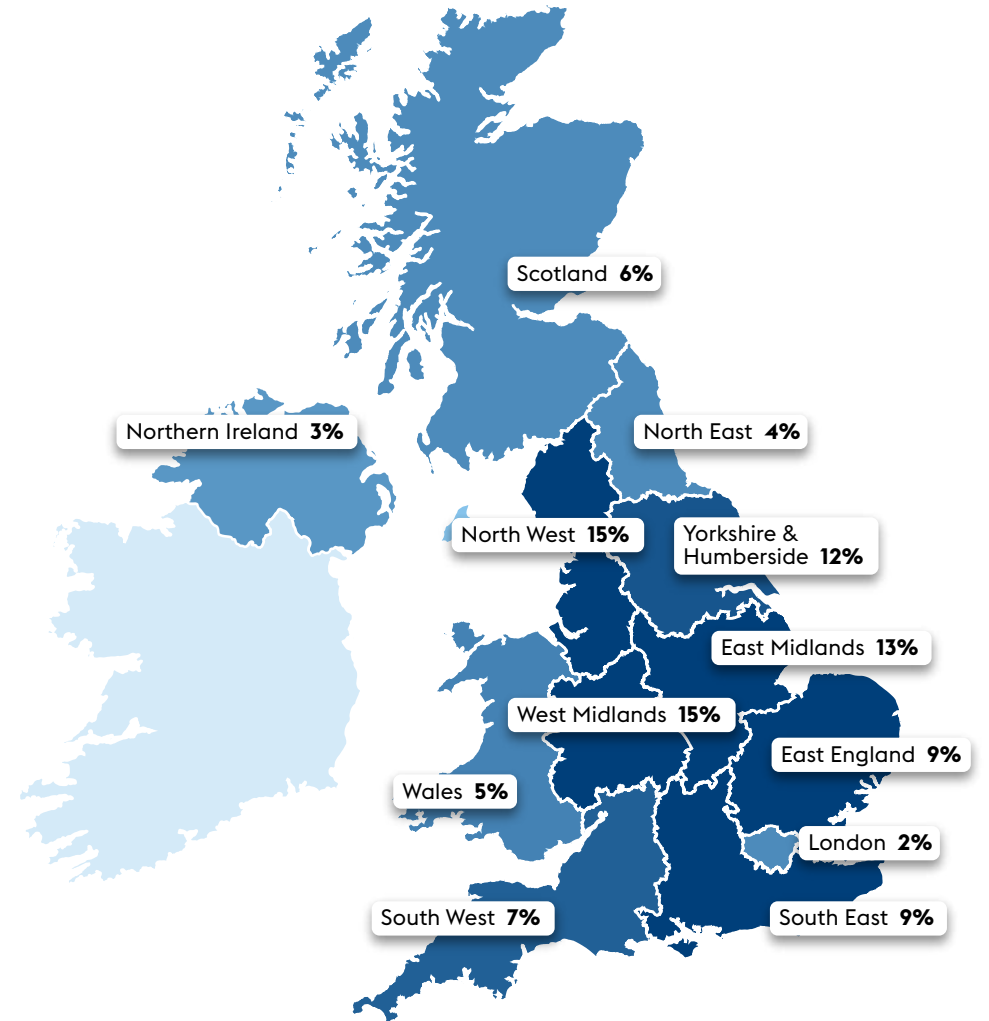 Scotland 6%
Northern Ireland 3%
North East 4%
North West 15%
Yorkshire &
Humberside 12%
East Midlands 13%
West Midlands 15%
East England 9%
Wales 5%
London 2%
South West 7%
South East 9%